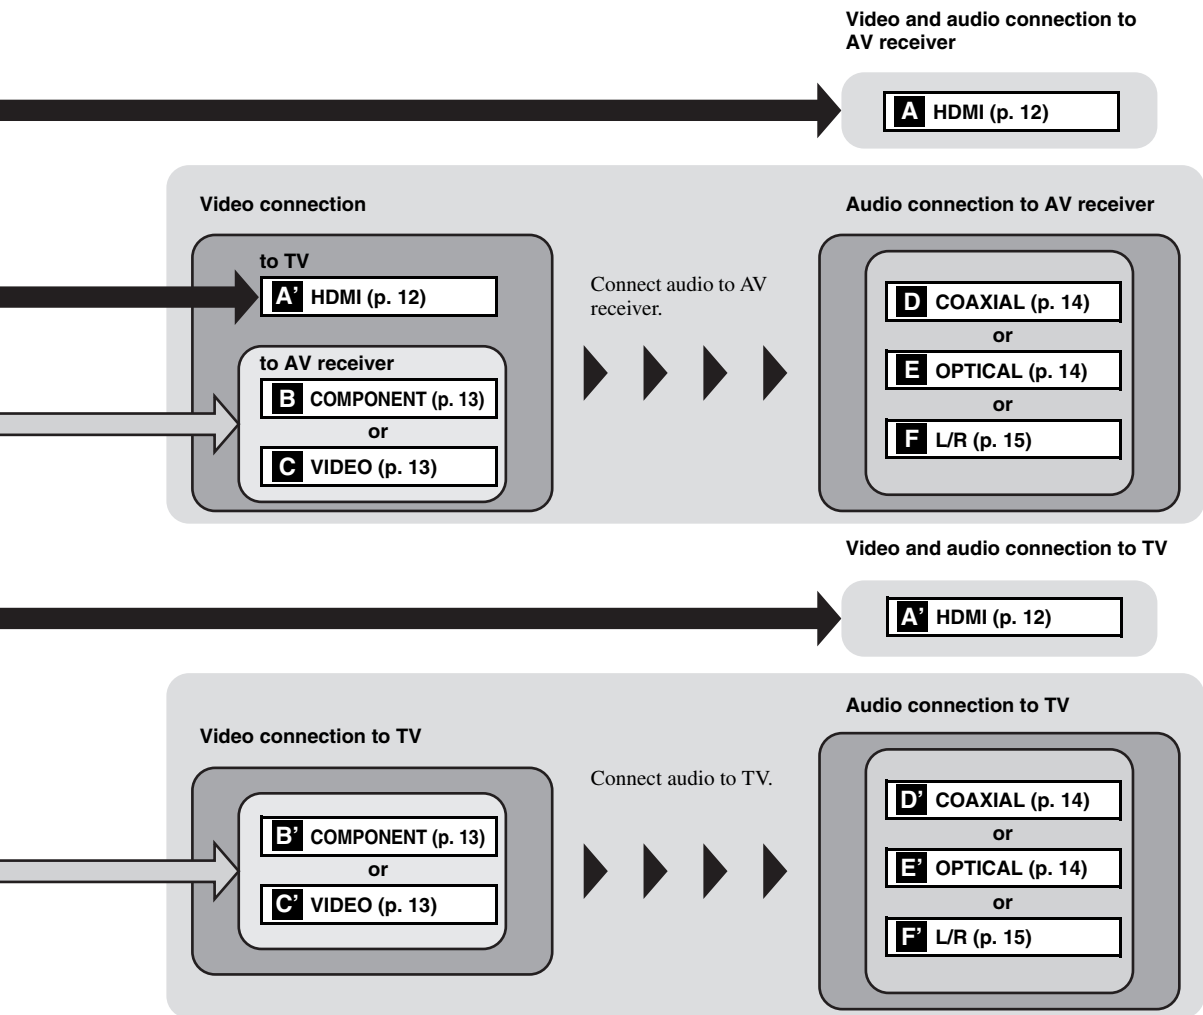 Video and audio connection to
AV receiver
A HDMI (p. 12)
Video connection
Audio connection to AV receiver
to TV
A’ HDMI (p. 12)
to AV receiver
B COMPONENT (p. 13)
or
C VIDEO (p. 13)
Connect audio to AV
receiver.
D COAXIAL (p. 14)
or
E OPTICAL (p. 14)
or
F L/R (p. 15)
Video and audio connection to TV
A’ HDMI (p. 12)
Video connection to TV
Audio connection to TV
B’ COMPONENT (p. 13)
or
C’ VIDEO (p. 13)
Connect audio to TV.
D’ COAXIAL (p. 14)
or
E’ OPTICAL (p. 14)
or
F’ L/R (p. 15)